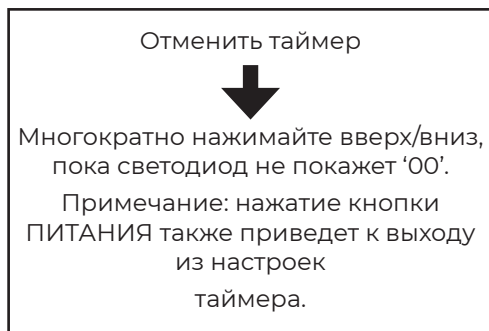 Отменить таймер
Многократно нажимайте вверх/вниз,
пока светодиод не покажет ‘00’.
Примечание: нажатие кнопки
ПИТАНИЯ также приведет к выходу
из настроек
таймера.